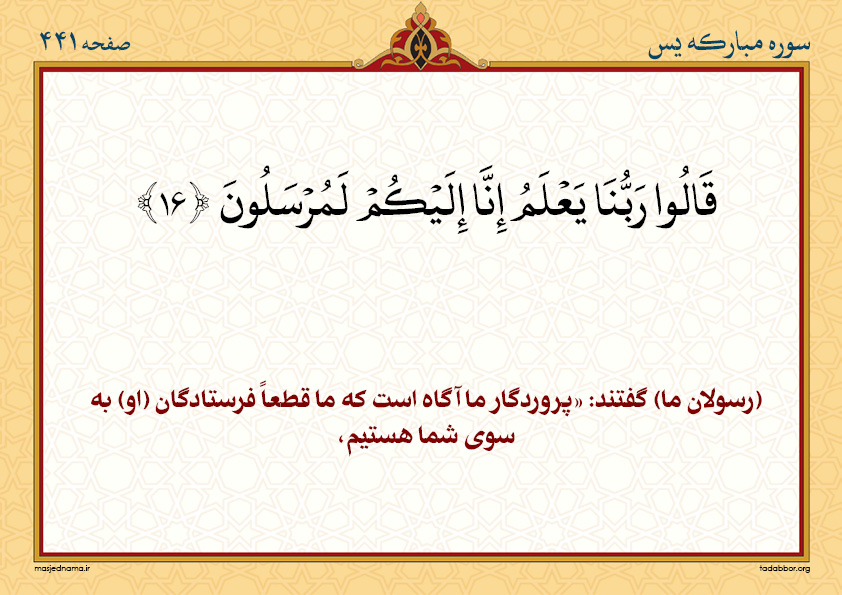 سوره مبارکه یس
صفحه ۴۴۱
قَالُوا رَبُّنَا يَعْلَمُ إِنَّا إِلَيْكُمْ لَمُرْسَلُونَ ﴿۱۶﴾
(رسولان ما) گفتند: «پروردگار ما آگاه است که ما قطعاً فرستادگان (او) به
سوی شما هستیم،
masjednama.ir
tadabbor.org